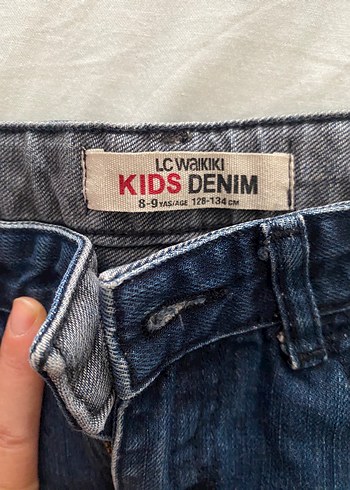 LC WAIKIKI
KIDS DENIM
8-9 YAŞ/AGE 128-134 CM